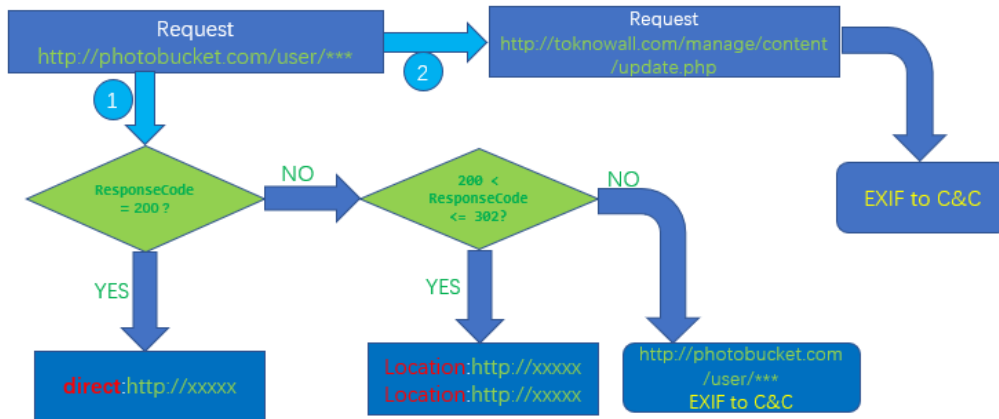 Request
http://photobucket.com/user/***
Request
http://toknowall.com/manage/content
/update.php
1
2
ResponseCode
= 200 ?
NO
200 <
ResponseCode
<= 302?
NO
EXIF to C&C
YES
YES
direct:http://xxxxx
Location:http://xxxxx
Location:http://xxxxx
http://photobucket.com
/user/***
EXIF to C&C